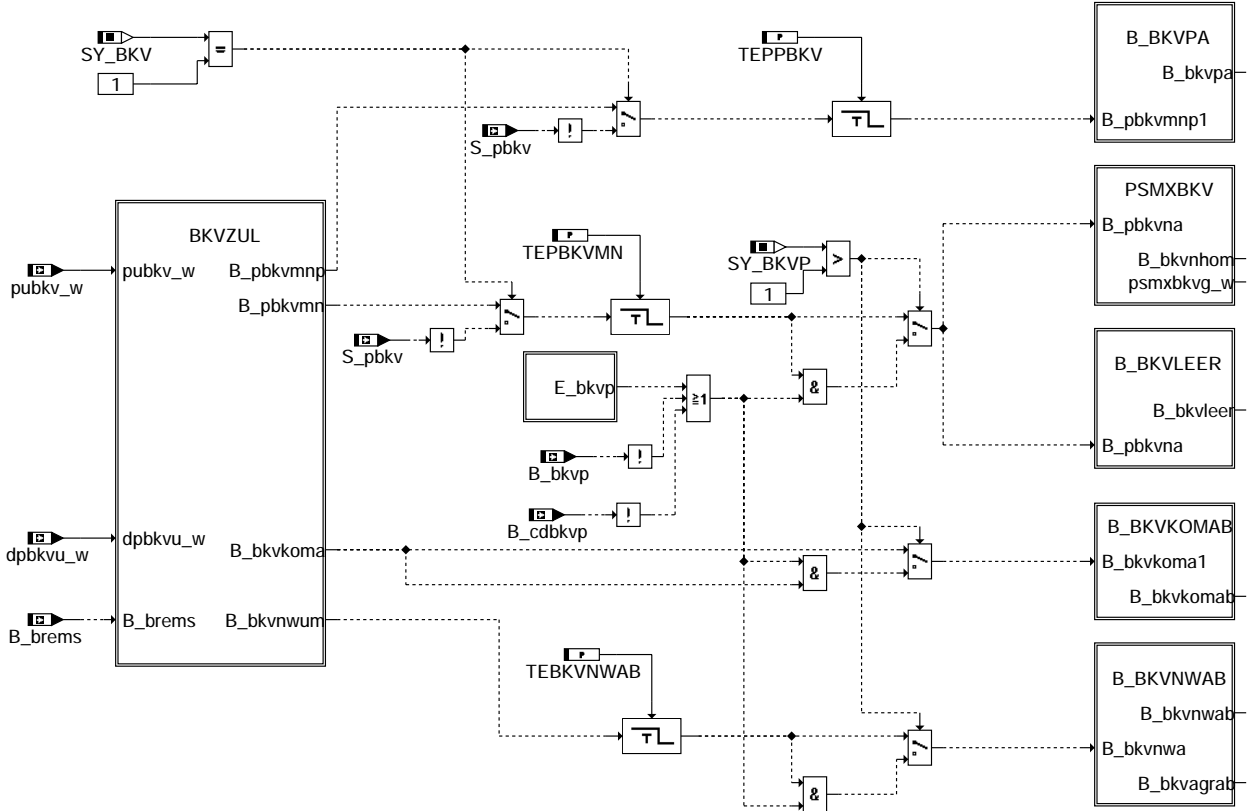 SY_BKV
=
1
TEPPBKV
P
S_pbkv
!
T
B_BKVPA
B_bkvpa
B_pbkvmnp1
BKVZUL
pubkv_w
pubkv_w
B_pbkvmnp
B_pbkvmn
TEPBKVMN
P
S_pbkv
!
T
SY_BKVP
>
1
PSMXBKV
B_pbkvna
B_bkvnhom
psmxbkvg_w
E_bkvp
≧1
&
B_bkvp
!
B_cdbkvp
!
B_BKVLEER
B_bkvleer
B_pbkvna
dpbkvu_w
dpbkvu_w
B_bkvkoma
&
B_BKVKOMAB
B_bkvkoma1
B_bkvkomab
B_brems
B_brems
B_bkvnwum
TEBKVNWAB
P
T
&
B_BKVNWAB
B_bkvnwab
B_bkvnwa
B_bkvagrab